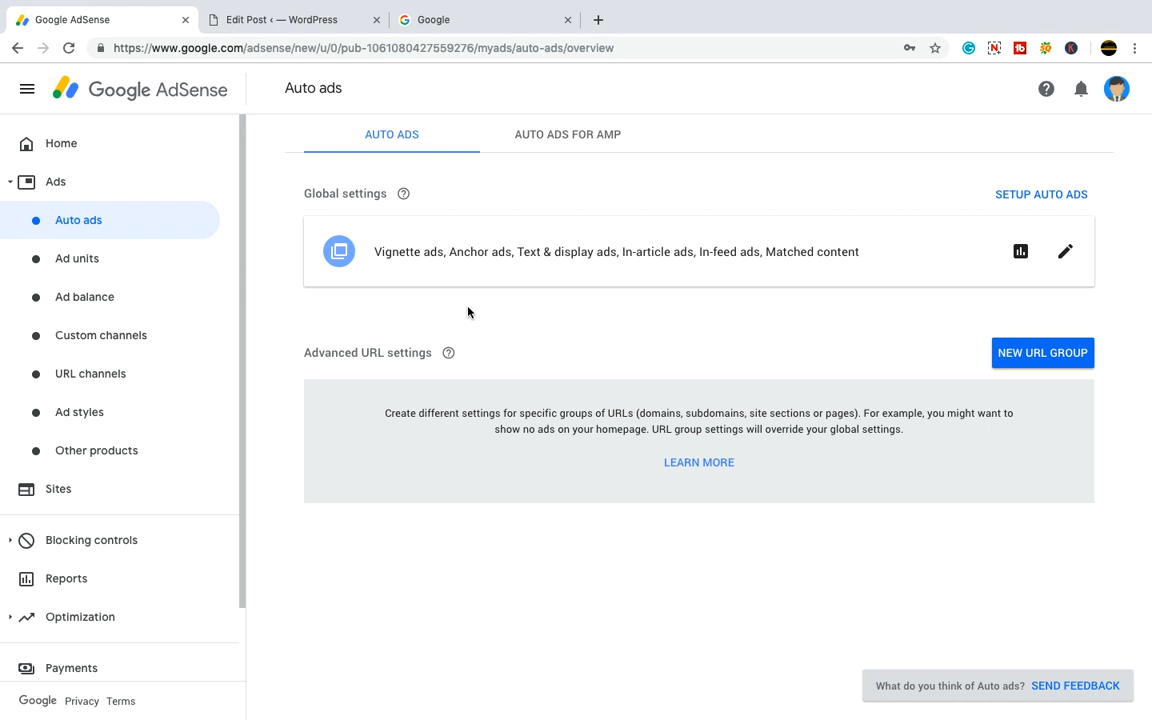 Google AdSense
Edit Post ‹ — WordPress
Google
https://www.google.com/adsense/new/u/0/pub-1061080427559276/myads/auto-ads/overview
Google AdSense
Auto ads
Home
Ads
Auto ads
Ad units
Ad balance
Custom channels
URL channels
Ad styles
Other products
Sites
Blocking controls
Reports
Optimization
Payments
Google Privacy Terms
AUTO ADS
AUTO ADS FOR AMP
Global settings
SETUP AUTO ADS
Vignette ads, Anchor ads, Text & display ads, In-article ads, In-feed ads, Matched content
Advanced URL settings
NEW URL GROUP
Create different settings for specific groups of URLs (domains, subdomains, site sections or pages). For example, you might want to
show no ads on your homepage. URL group settings will override your global settings.
LEARN MORE
What do you think of Auto ads? SEND FEEDBACK